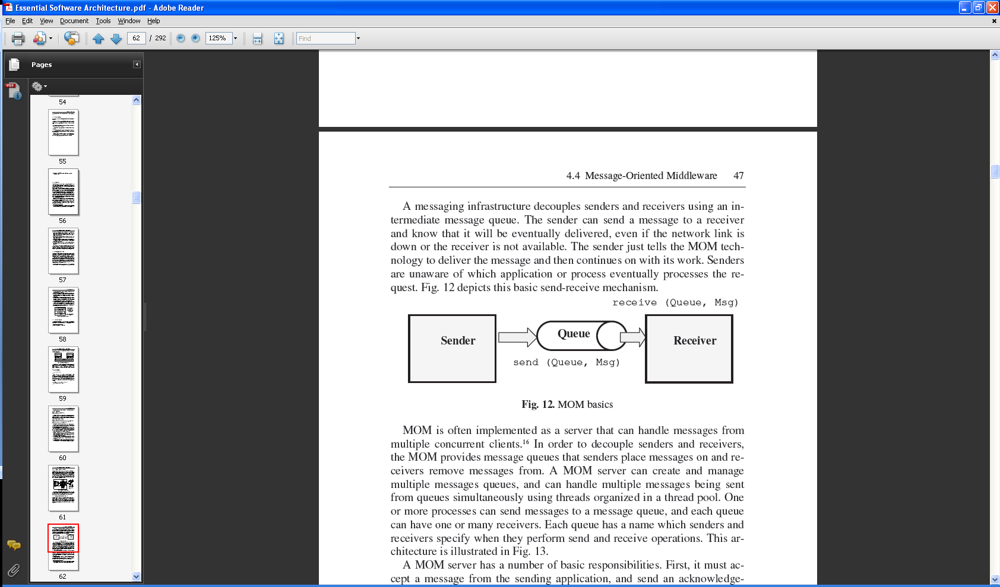 Essential Software Architecture.pdf - Adobe Reader
File Edit View Document Tools Window Help
62 / 292 125% Find
Pages
54
55
56
57
58
59
60
61
62
4.4 Message-Oriented Middleware 47
A messaging infrastructure decouples senders and receivers using an in-
termediate message queue. The sender can send a message to a receiver
and know that it will be eventually delivered, even if the network link is
down or the receiver is not available. The sender just tells the MOM tech-
nology to deliver the message and then continues on with its work. Senders
are unaware of which application or process eventually processes the re-
quest. Fig. 12 depicts this basic send-receive mechanism.
receive (Queue, Msg)
Sender Queue Receiver
send (Queue, Msg)
Fig. 12. MOM basics
MOM is often implemented as a server that can handle messages from
multiple concurrent clients.¹⁶ In order to decouple senders and receivers,
the MOM provides message queues that senders place messages on and re-
ceivers remove messages from. A MOM server can create and manage
multiple messages queues, and can handle multiple messages being sent
from queues simultaneously using threads organized in a thread pool. One
or more processes can send messages to a message queue, and each queue
can have one or many receivers. Each queue has a name which senders and
receivers specify when they perform send and receive operations. This ar-
chitecture is illustrated in Fig. 13.
A MOM server has a number of basic responsibilities. First, it must ac-
cept a message from the sending application, and send an acknowledge-